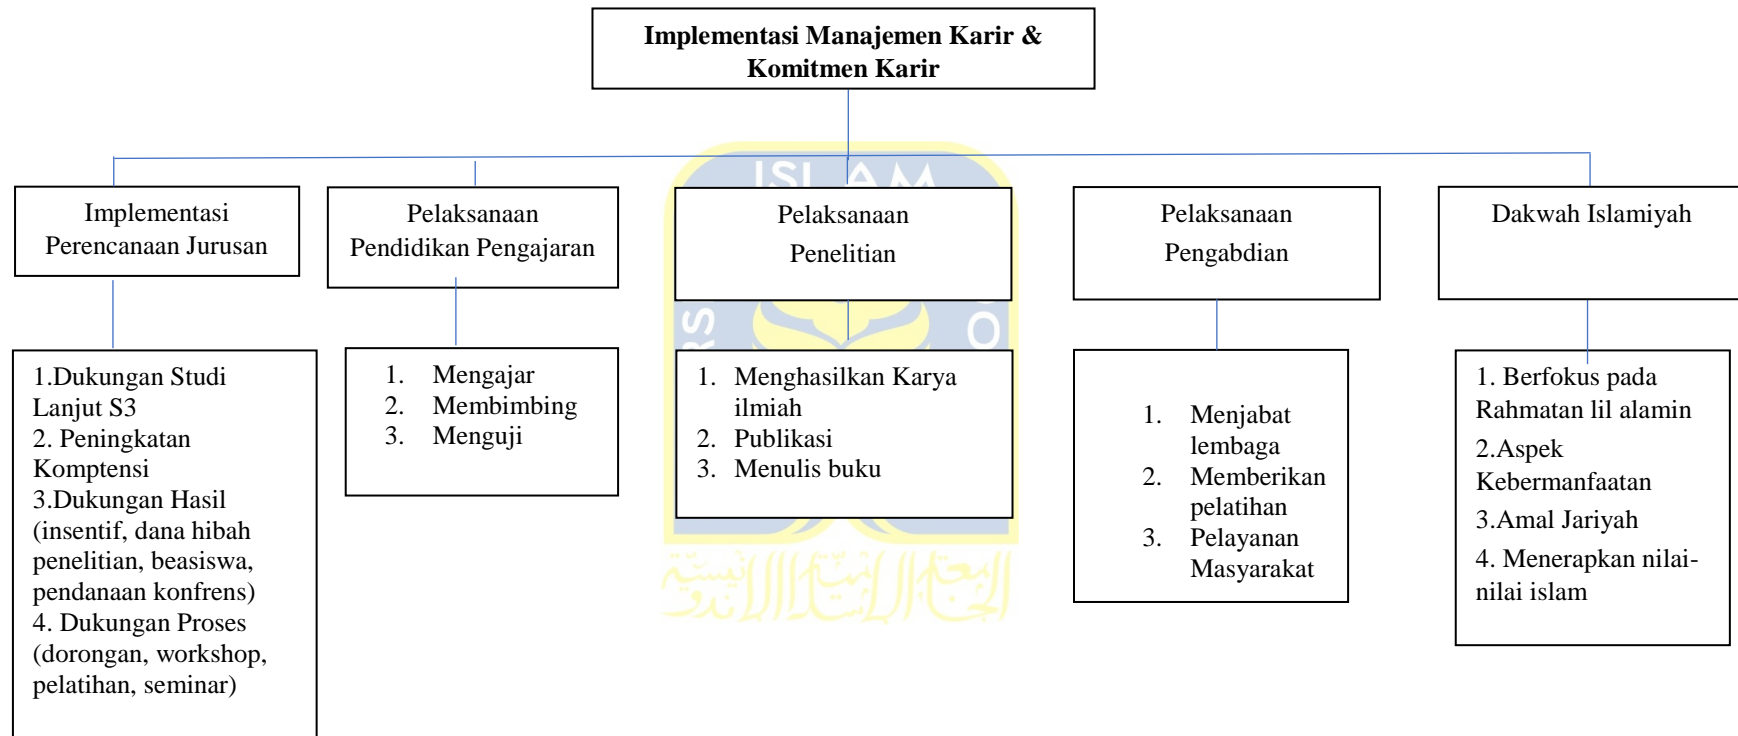 Implementasi Manajemen Karir &
Komitmen Karir
Implementasi
Perencanaan Jurusan
Pelaksanaan
Pendidikan Pengajaran
Pelaksanaan
Penelitian
Pelaksanaan
Pengabdian
Dakwah Islamiyah
1.Dukungan Studi
Lanjut S3
2. Peningkatan
Komptensi
3.Dukungan Hasil
(insentif, dana hibah
penelitian, beasiswa,
pendanaan konfrens)
4. Dukungan Proses
(dorongan, workshop,
pelatihan, seminar)
1. Mengajar
2. Membimbing
3. Menguji
1. Menghasilkan Karya
ilmiah
2. Publikasi
3. Menulis buku
1. Menjabat
lembaga
2. Memberikan
pelatihan
3. Pelayanan
Masyarakat
1. Berfokus pada
Rahmatan lil alamin
2.Aspek
Kebermanfaatan
3.Amal Jariyah
4. Menerapkan nilai-
nilai islam
ISLAM